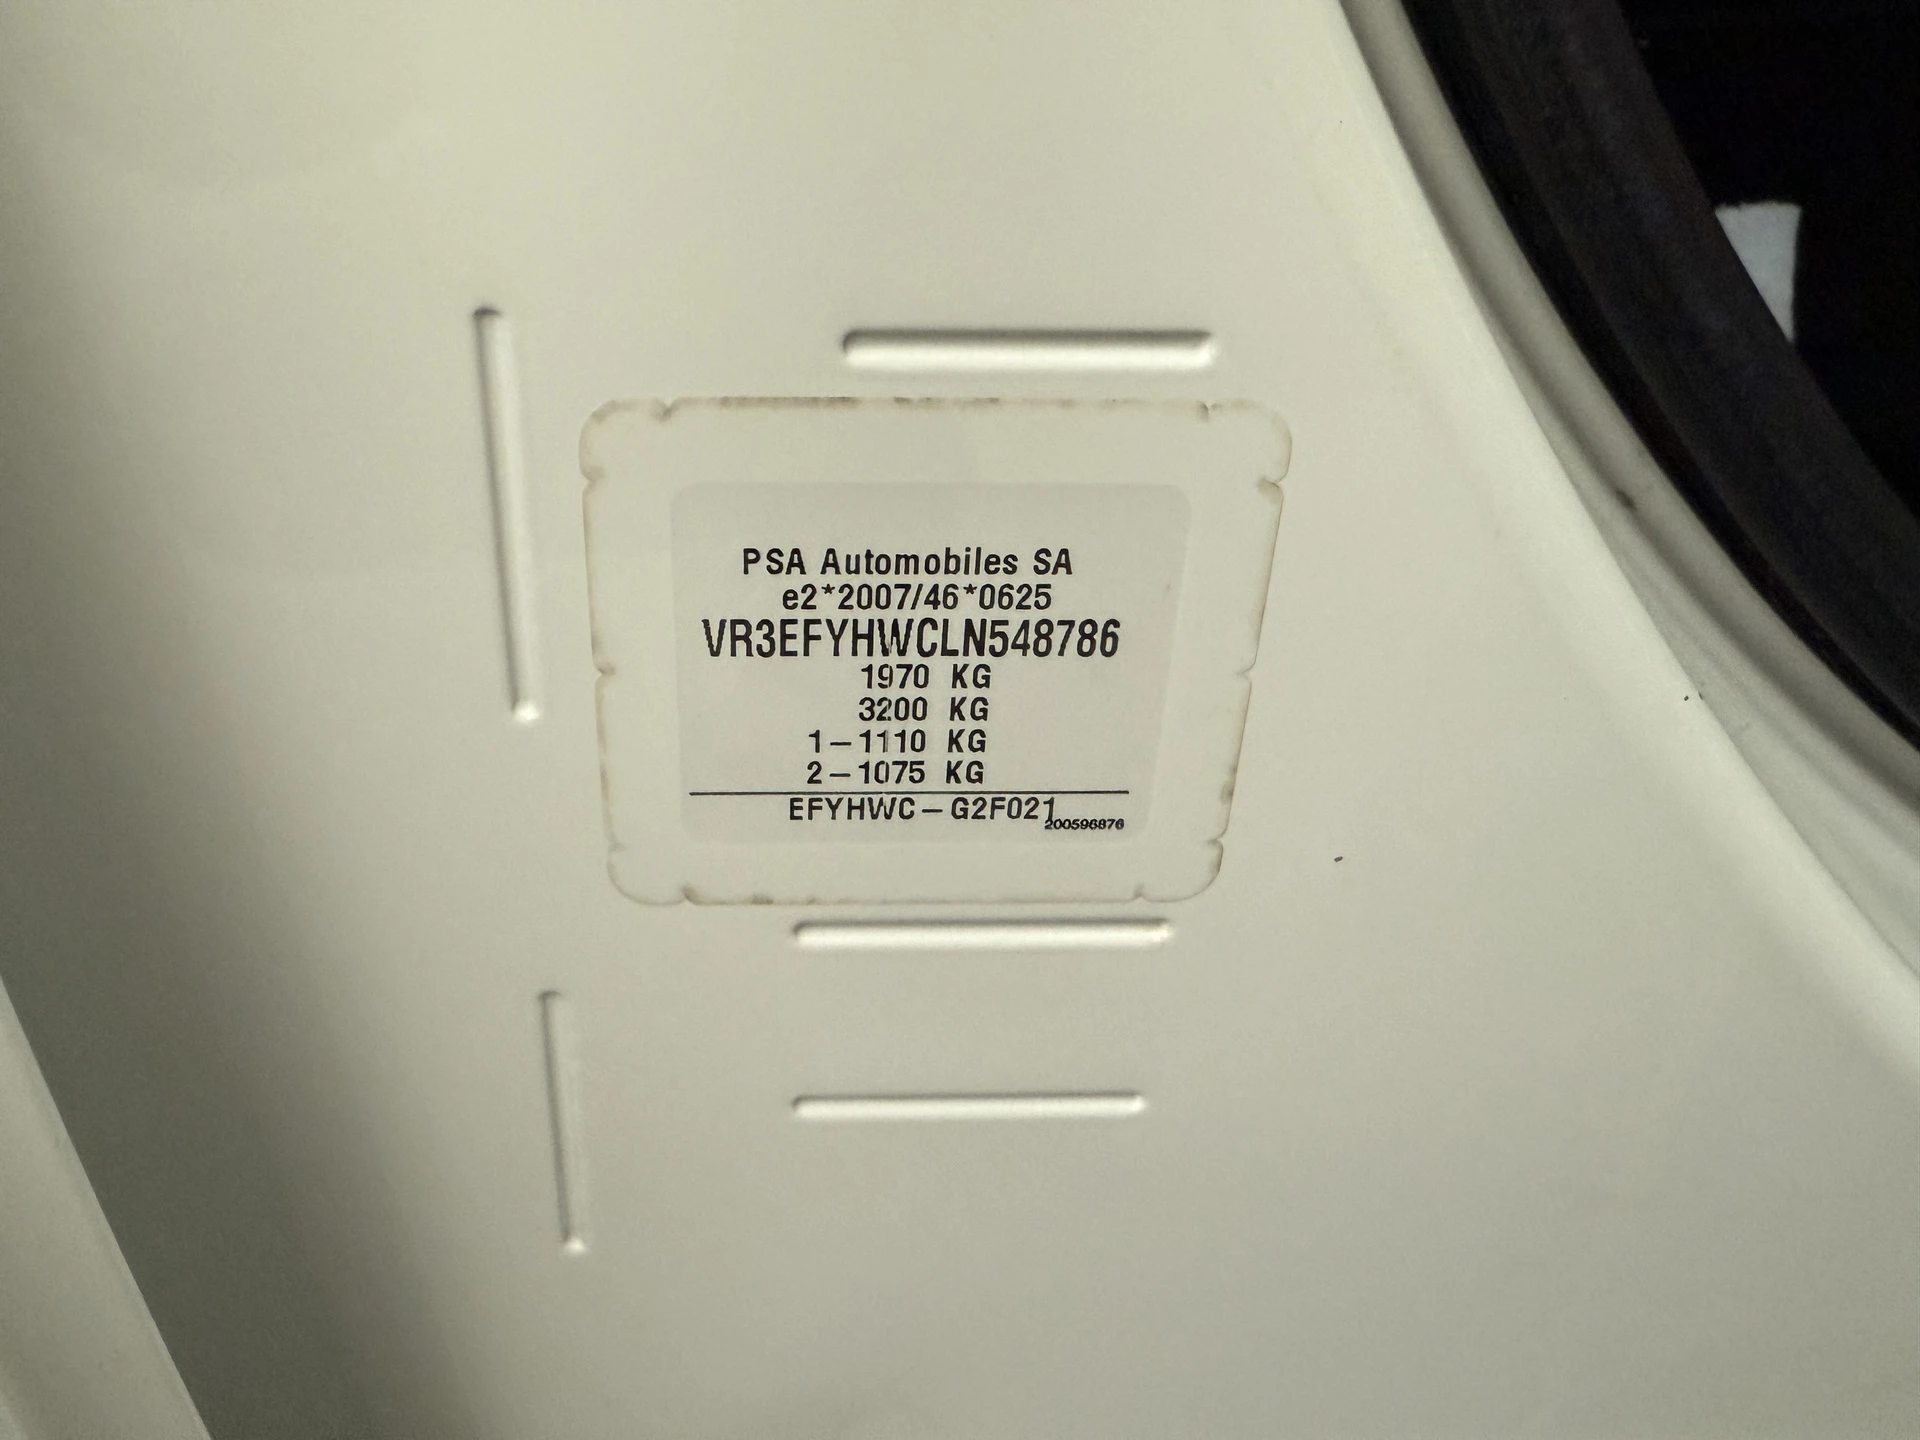 PSA Automobiles SA
e2*2007/46*0625
VR3EFYHWCLN548786
1970 KG
3200 KG
1–1110 KG
2–1075 KG
EFYHWC–G2F021
200596876